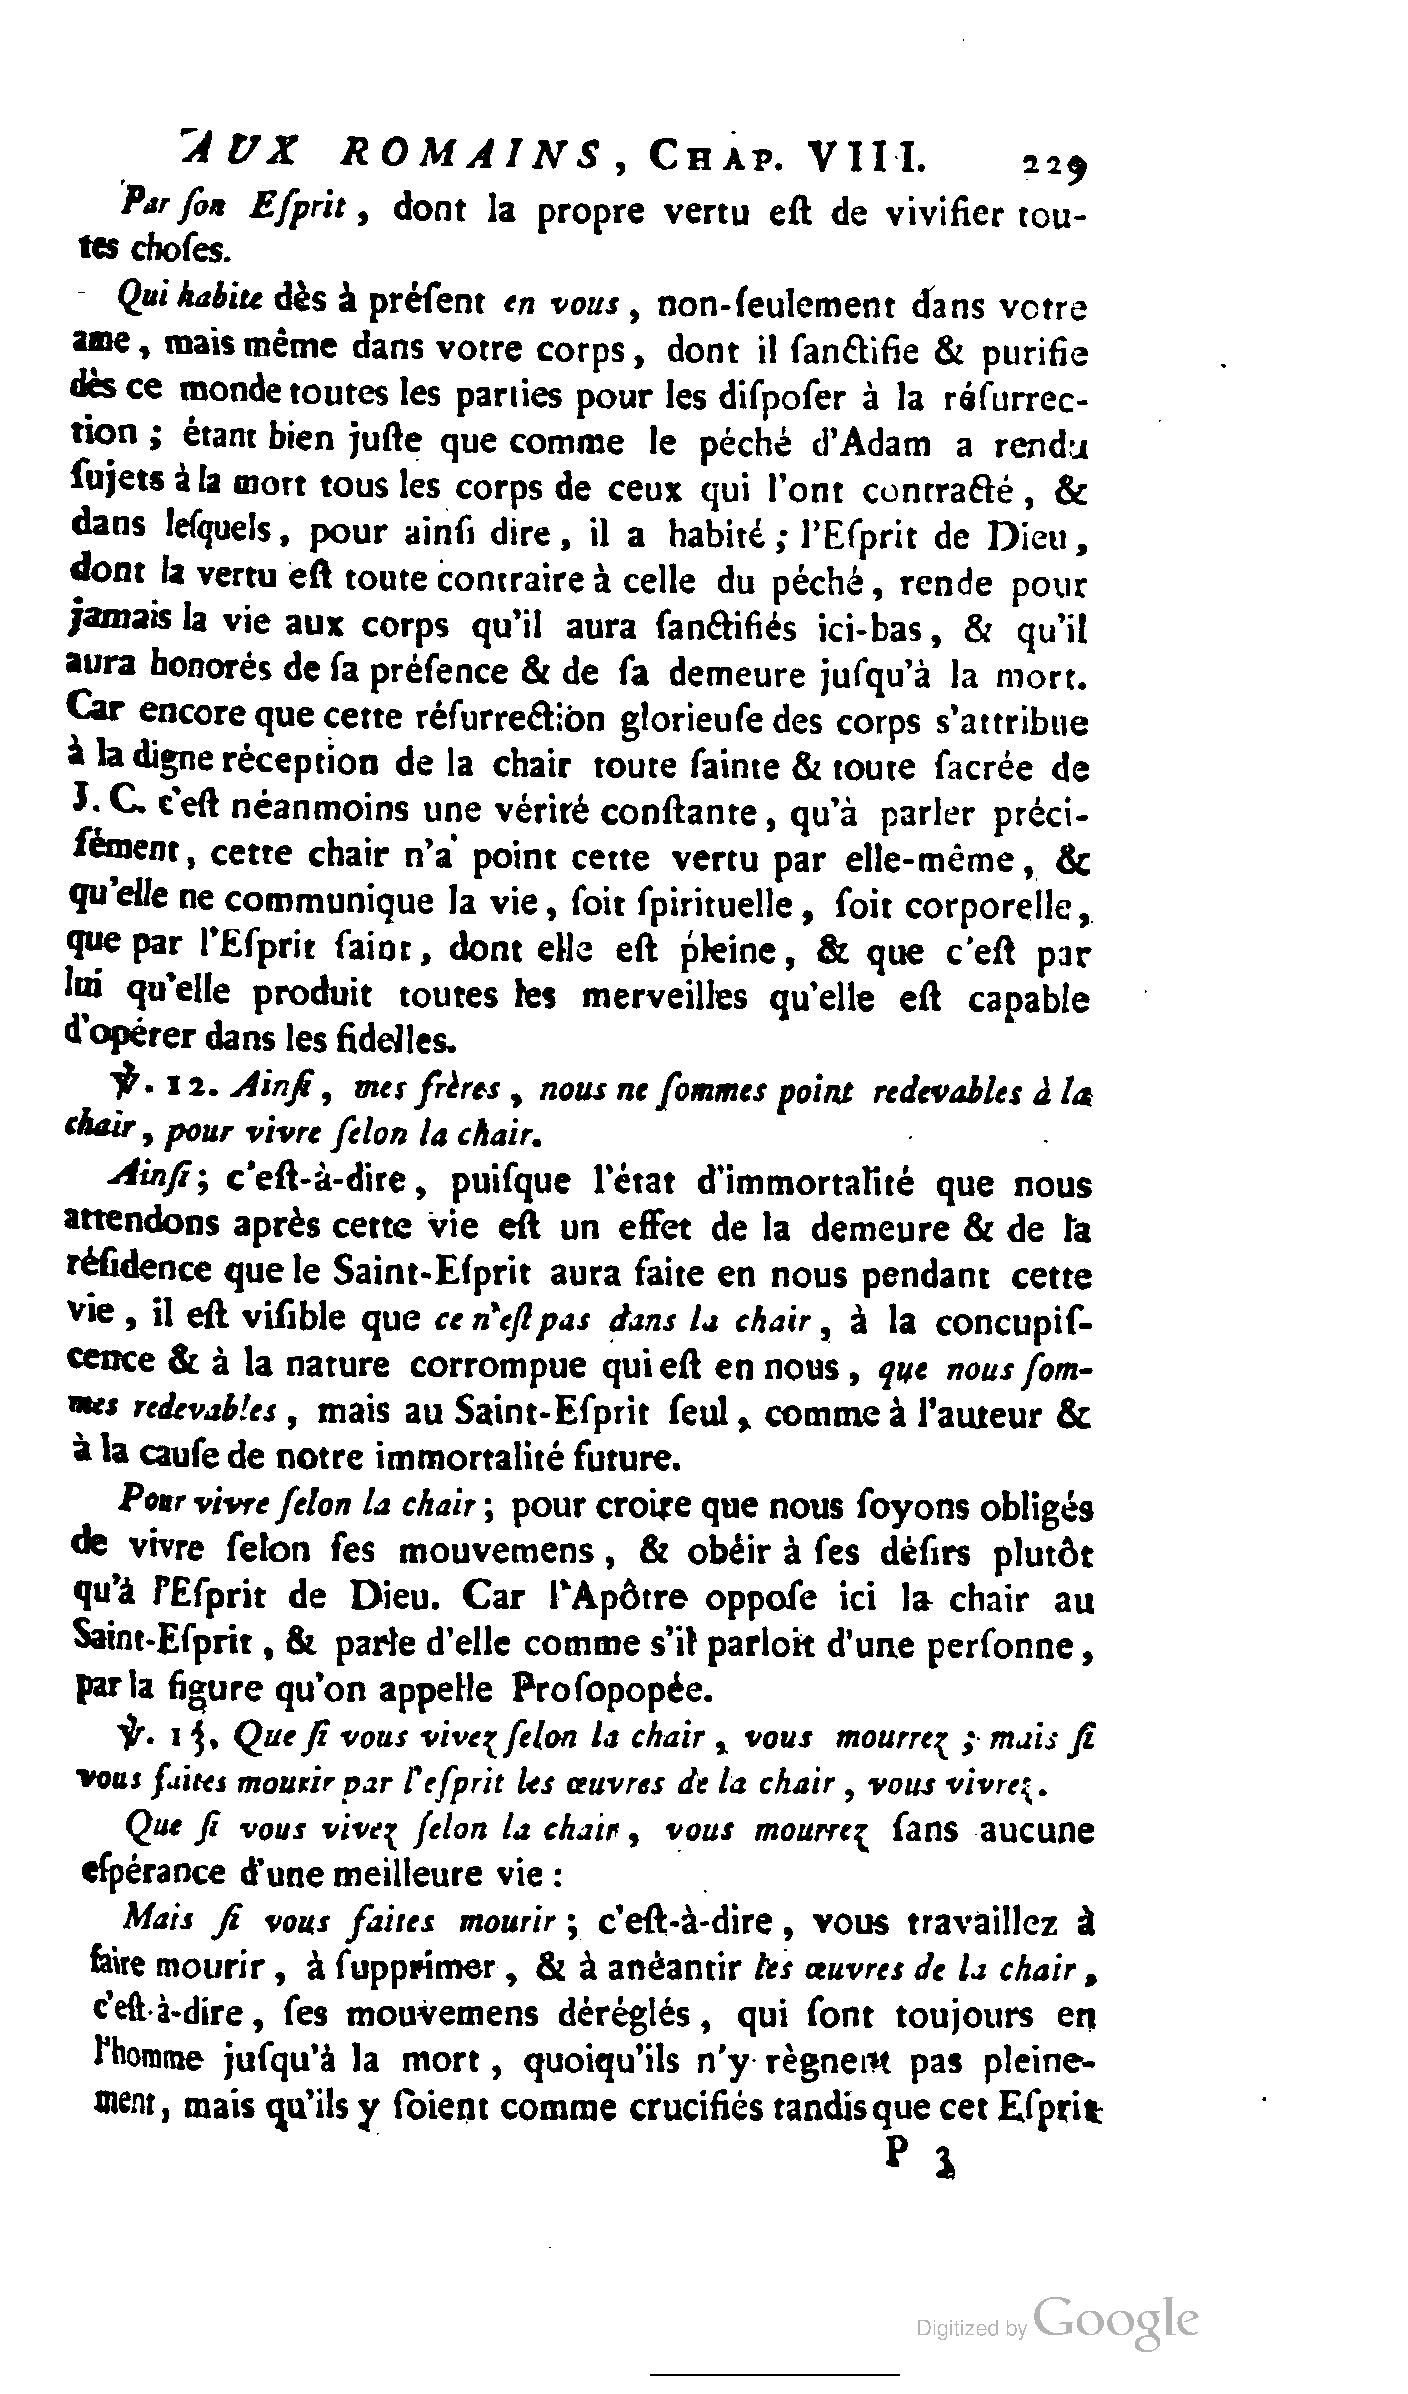 AUX ROMAINS, CHAP. VIII. 229
Par ſon Eſprit, dont la propre vertu eſt de vivifier tou-
tes choſes.
Qui habite dès à préſent en vous, non-ſeulement dans votre
ame, mais même dans votre corps, dont il ſanctifie & purifie
dès ce monde toutes les parties pour les diſpoſer à la réſurrec-
tion; étant bien juſte que comme le péché d'Adam a rendu
ſujets à la mort tous les corps de ceux qui l'ont contracté, &
dans leſquels, pour ainſi dire, il a habité; l'Eſprit de Dieu,
dont la vertu eſt toute contraire à celle du péché, rende pour
jamais la vie aux corps qu'il aura ſanctifiés ici-bas, & qu'il
aura honorés de ſa préſence & de ſa demeure juſqu'à la mort.
Car encore que cette réſurrection glorieuſe des corps s'attribue
à la digne réception de la chair toute ſainte & toute ſacrée de
J. C. c'eſt néanmoins une vérité conſtante, qu'à parler préci-
ſément, cette chair n'a point cette vertu par elle-même, &
qu'elle ne communique la vie, ſoit ſpirituelle, ſoit corporelle,
que par l'Eſprit ſaint, dont elle eſt pleine, & que c'eſt par
lui qu'elle produit toutes les merveilles qu'elle eſt capable
d'opérer dans les fidelles.
℣. 12. Ainſi, mes frères, nous ne ſommes point redevables à la
chair, pour vivre ſelon la chair.
Ainſi; c'eſt-à-dire, puiſque l'état d'immortalité que nous
attendons après cette vie eſt un effet de la demeure & de la
réſidence que le Saint-Eſprit aura faite en nous pendant cette
vie, il eſt viſible que ce n'eſt pas dans la chair, à la concupiſ-
cence & à la nature corrompue qui eſt en nous, que nous ſom-
mes redevables, mais au Saint-Eſprit ſeul, comme à l'auteur &
à la cauſe de notre immortalité future.
Pour vivre ſelon la chair; pour croire que nous ſoyons obligés
de vivre ſelon ſes mouvemens, & obéir à ſes déſirs plutôt
qu'à l'Eſprit de Dieu. Car l'Apôtre oppoſe ici la chair au
Saint-Eſprit, & parle d'elle comme s'il parloit d'une perſonne,
par la figure qu'on appelle Proſopopée.
℣. 13. Que ſi vous vivez ſelon la chair, vous mourrez; mais ſi
vous faites mourir par l'eſprit les œuvres de la chair, vous vivrez.
Que ſi vous vivez ſelon la chair, vous mourrez ſans aucune
eſpérance d'une meilleure vie:
Mais ſi vous faites mourir; c'eſt-à-dire, vous travaillez à
faire mourir, à ſupprimer, & à anéantir les œuvres de la chair,
c'eſt-à-dire, ſes mouvemens déréglés, qui ſont toujours en
l'homme juſqu'à la mort, quoiqu'ils n'y règnent pas pleine-
ment, mais qu'ils y ſoient comme crucifiés tandis que cet Eſprit
P 3
Digitized by Google